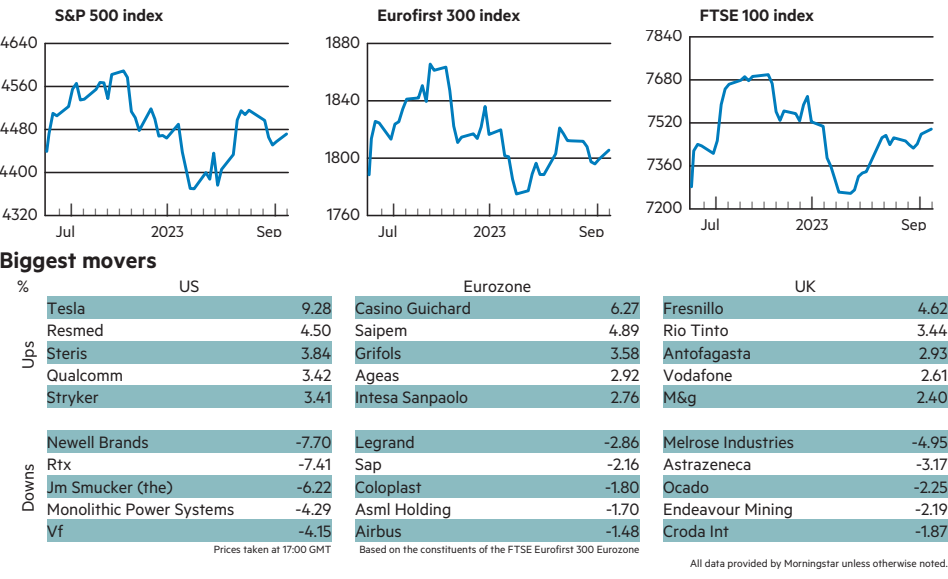 S&P 500 index
4640
4560
4480
4400
4320
Jul 2023 Sep
Eurofirst 300 index
1880
1840
1800
1760
Jul 2023 Sep
FTSE 100 index
7840
7680
7520
7360
7200
Jul 2023 Sep
Biggest movers
% US Eurozone UK
Ups
Tesla 9.28 Casino Guichard 6.27 Fresnillo 4.62
Resmed 4.50 Saipem 4.89 Rio Tinto 3.44
Steris 3.84 Grifols 3.58 Antofagasta 2.93
Qualcomm 3.42 Ageas 2.92 Vodafone 2.61
Stryker 3.41 Intesa Sanpaolo 2.76 M&g 2.40
Downs
Newell Brands -7.70 Legrand -2.86 Melrose Industries -4.95
Rtx -7.41 Sap -2.16 Astrazeneca -3.17
Jm Smucker (the) -6.22 Coloplast -1.80 Ocado -2.25
Monolithic Power Systems -4.29 Asml Holding -1.70 Endeavour Mining -2.19
Vf -4.15 Airbus -1.48 Croda Int -1.87
Prices taken at 17:00 GMT Based on the constituents of the FTSE Eurofirst 300 Eurozone
All data provided by Morningstar unless otherwise noted.